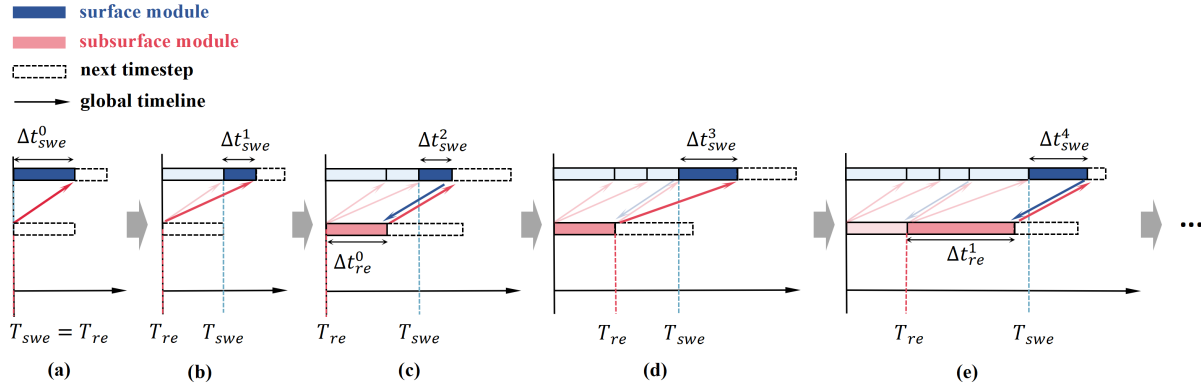 surface module
subsurface module
next timestep
global timeline
Δt⁰swe
Δt¹swe
Δt²swe
Δt³swe
Δt⁴swe
Δt⁰re
Δt¹re
...
Tswe = Tre
Tre Tswe
Tre Tswe
Tre Tswe
Tre Tswe
(a) (b) (c) (d) (e)